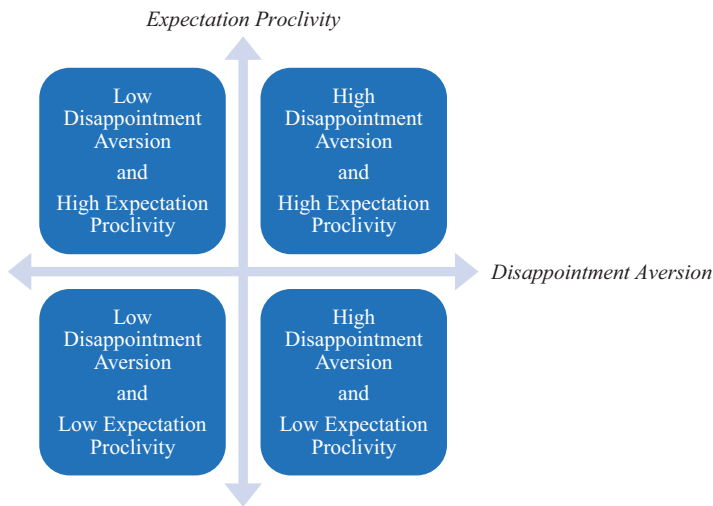 Expectation Proclivity
Low
Disappointment
Aversion
and
High Expectation
Proclivity
High
Disappointment
Aversion
and
High Expectation
Proclivity
Disappointment Aversion
Low
Disappointment
Aversion
and
Low Expectation
Proclivity
High
Disappointment
Aversion
and
Low Expectation
Proclivity